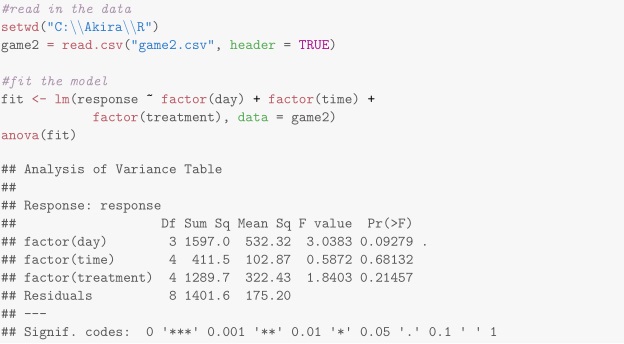 #read in the data
setwd("C:\\Akira\\R")
game2 = read.csv("game2.csv", header = TRUE)
#fit the model
fit <- lm(response ~ factor(day) + factor(time) +
factor(treatment), data = game2)
anova(fit)
## Analysis of Variance Table
##
## Response: response
##                   Df Sum Sq Mean Sq F value  Pr(>F)
## factor(day)        3 1597.0  532.32  3.0383 0.09279 .
## factor(time)       4  411.5  102.87  0.5872 0.68132
## factor(treatment)  4 1289.7  322.43  1.8403 0.21457
## Residuals          8 1401.6  175.20
## ---
## Signif. codes:  0 '***' 0.001 '**' 0.01 '*' 0.05 '.' 0.1 ' ' 1